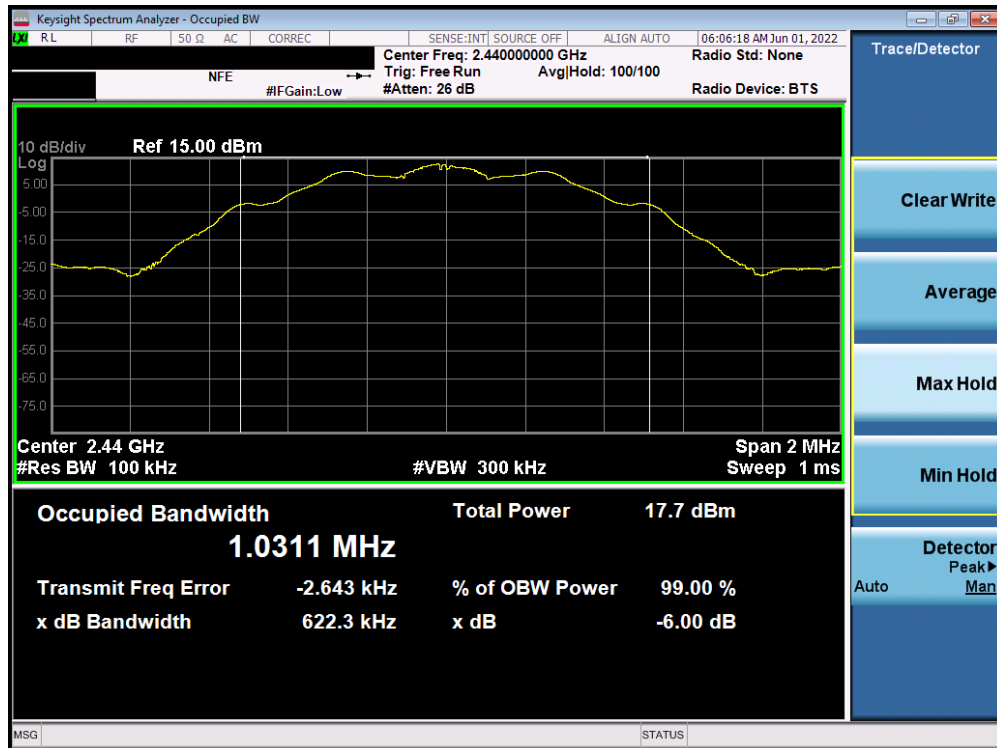 Keysight Spectrum Analyzer - Occupied BW
LXI RL RF 50 Ω AC CORREC SENSE:INT SOURCE OFF ALIGN AUTO 06:06:18 AM Jun 01, 2022
Center Freq: 2.440000000 GHz Radio Std: None
NFE Trig: Free Run Avg|Hold: 100/100
#IFGain:Low #Atten: 26 dB Radio Device: BTS
10 dB/div Ref 15.00 dBm
Log
5.00
-5.00
-15.0
-25.0
-35.0
-45.0
-55.0
-65.0
-75.0
Center 2.44 GHz Span 2 MHz
#Res BW 100 kHz #VBW 300 kHz Sweep 1 ms
Occupied Bandwidth Total Power 17.7 dBm
1.0311 MHz
Transmit Freq Error -2.643 kHz % of OBW Power 99.00 %
x dB Bandwidth 622.3 kHz x dB -6.00 dB
MSG STATUS
Trace/Detector
Clear Write
Average
Max Hold
Min Hold
Detector
Peak▶
Auto Man